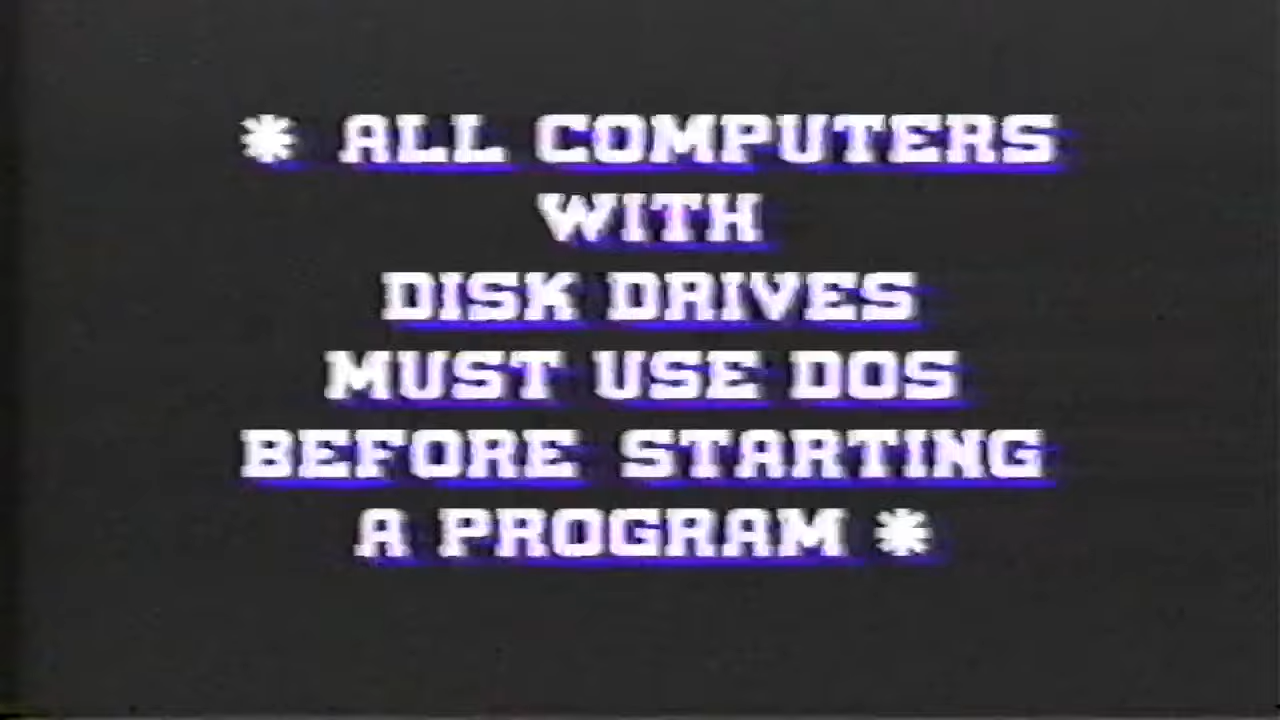 * ALL COMPUTERS
WITH
DISK DRIVES
MUST USE DOS
BEFORE STARTING
A PROGRAM *